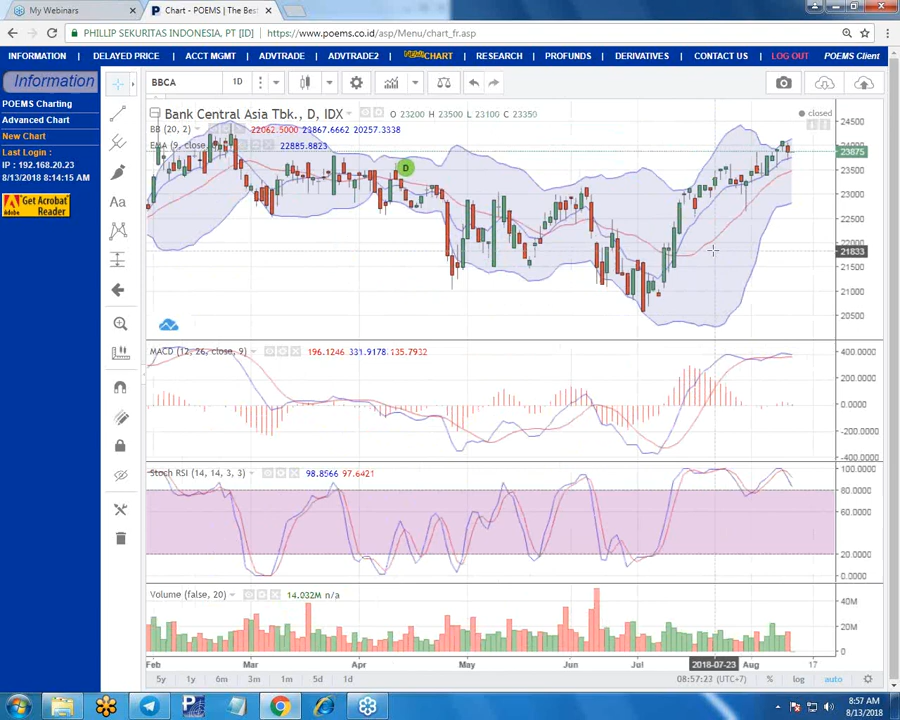 My Webinars
Chart - POEMS | The Bes
PHILLIP SEKURITAS INDONESIA. PT [ID]
https://www.poems.co.id/asp/Menu/chart_fr.asp
INFORMATION | DELAYED PRICE | ACCT MGMT | ADVTRADE | ADVTRADE2 | CHART | RESEARCH | PROFUNDS | DERIVATIVES | CONTACT US | LOG OUT POEMS Client
Information
POEMS Charting
Advanced Chart
New Chart
Last Login :
IP : 192.168.20.23
8/13/2018 8:14:15 AM
Get Acrobat
Reader
Adobe
BBCA 1D
Bank Central Asia Tbk., D, IDX O 23200 H 23500 L 23100 C 23350
closed
BB (20, 2) 22062.5000 23867.6662 20257.3338
EMA (9, close, 22885.8823
D
24500
23875
23500
23000
22500
22000
21833
21500
21000
20500
MACD (12, 26, close, 9) 196.1246 331.9178 135.7932
400.0000
200.0000
0.0000
-200.0000
-400.0000
Stoch RSI (14, 14, 3, 3) 98.8566 97.6421
100.0000
80.0000
60.0000
20.0000
0.0000
Volume (false, 20) 14.032M n/a
40M
20M
0
Feb Mar Apr May Jun Jul 2018-07-23 Aug 17
5y 1y 6m 3m 1m 5d 1d 08:57:23 (UTC+7) % log auto
Aa
8:57 AM
8/13/2018